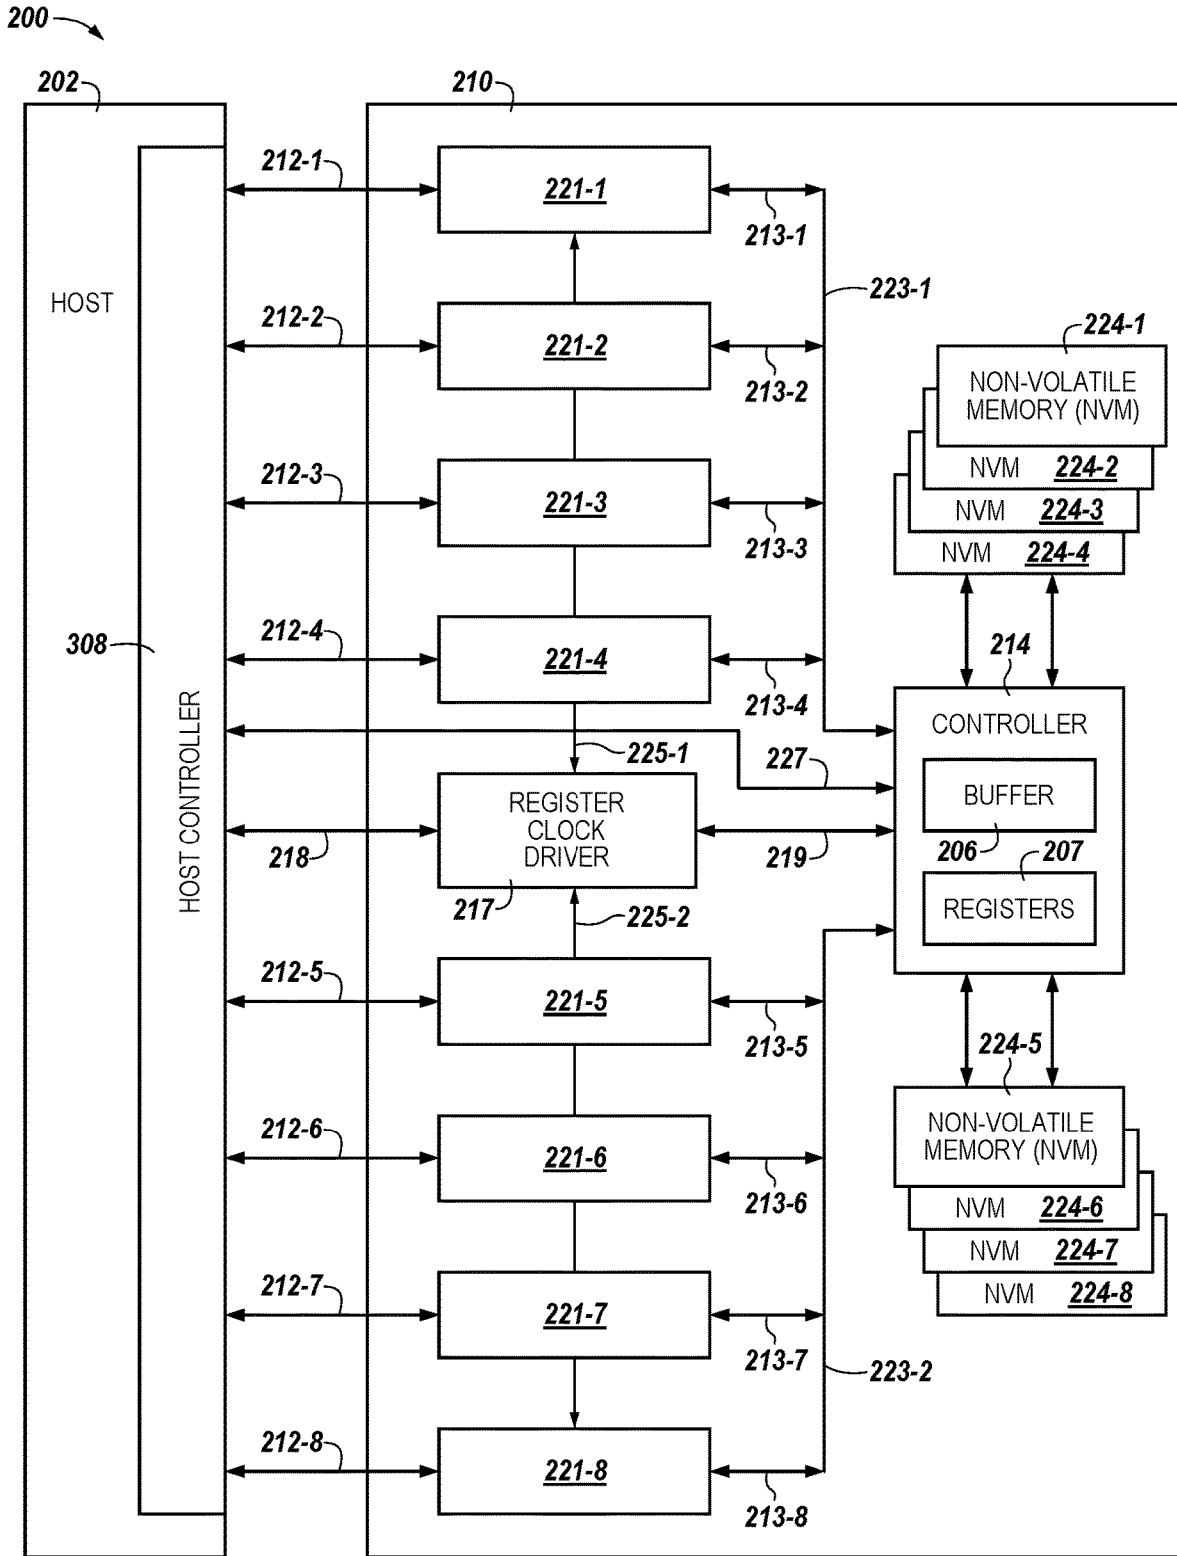 200
202
210
212-1
221-1
213-1
HOST
223-1
212-2
221-2
213-2
224-1
NON-VOLATILE
MEMORY (NVM)
NVM 224-2
NVM 224-3
NVM 224-4
212-3
221-3
213-3
308
HOST CONTROLLER
212-4
221-4
213-4
214
CONTROLLER
225-1
227
REGISTER
CLOCK
DRIVER
BUFFER
218
219
206
207
217
225-2
REGISTERS
212-5
221-5
213-5
224-5
NON-VOLATILE
MEMORY (NVM)
NVM 224-6
NVM 224-7
NVM 224-8
212-6
221-6
213-6
212-7
221-7
213-7
223-2
212-8
221-8
213-8